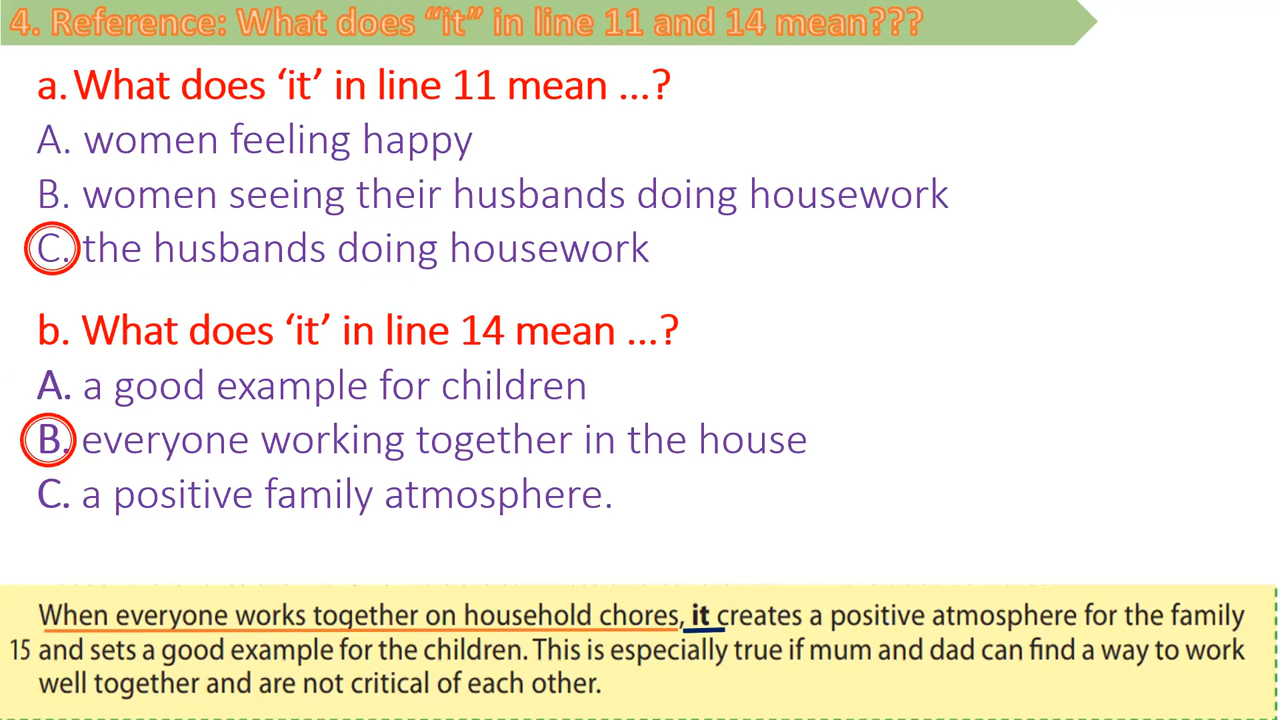 4. Reference: What does “it” in line 11 and 14 mean???
a. What does ‘it’ in line 11 mean ...?
A. women feeling happy
B. women seeing their husbands doing housework
C. the husbands doing housework
b. What does ‘it’ in line 14 mean ...?
A. a good example for children
B. everyone working together in the house
C. a positive family atmosphere.
When everyone works together on household chores, it creates a positive atmosphere for the family
15 and sets a good example for the children. This is especially true if mum and dad can find a way to work
well together and are not critical of each other.